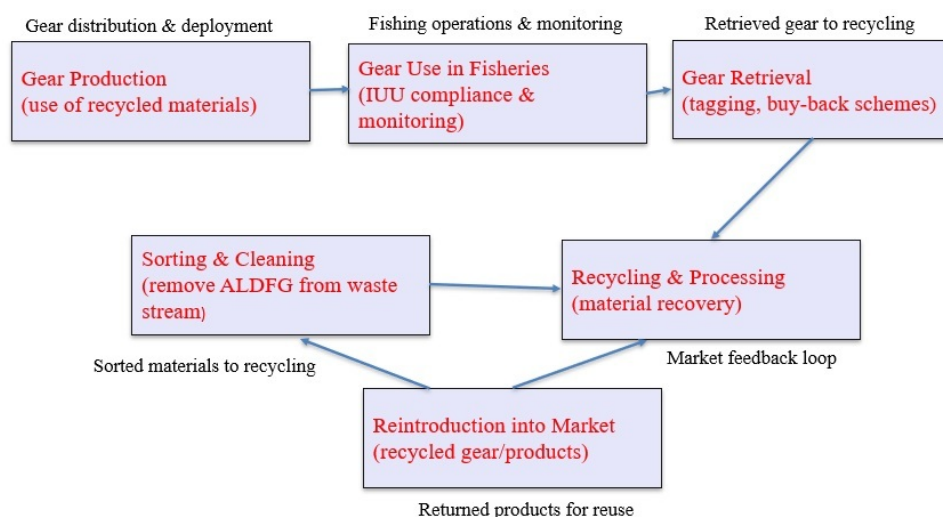 Gear distribution & deployment
Fishing operations & monitoring
Retrieved gear to recycling
Gear Production
(use of recycled materials)
Gear Use in Fisheries
(IUU compliance &
monitoring)
Gear Retrieval
(tagging, buy-back schemes)
Sorting & Cleaning
(remove ALDFG from waste
stream)
Recycling & Processing
(material recovery)
Sorted materials to recycling
Market feedback loop
Reintroduction into Market
(recycled gear/products)
Returned products for reuse